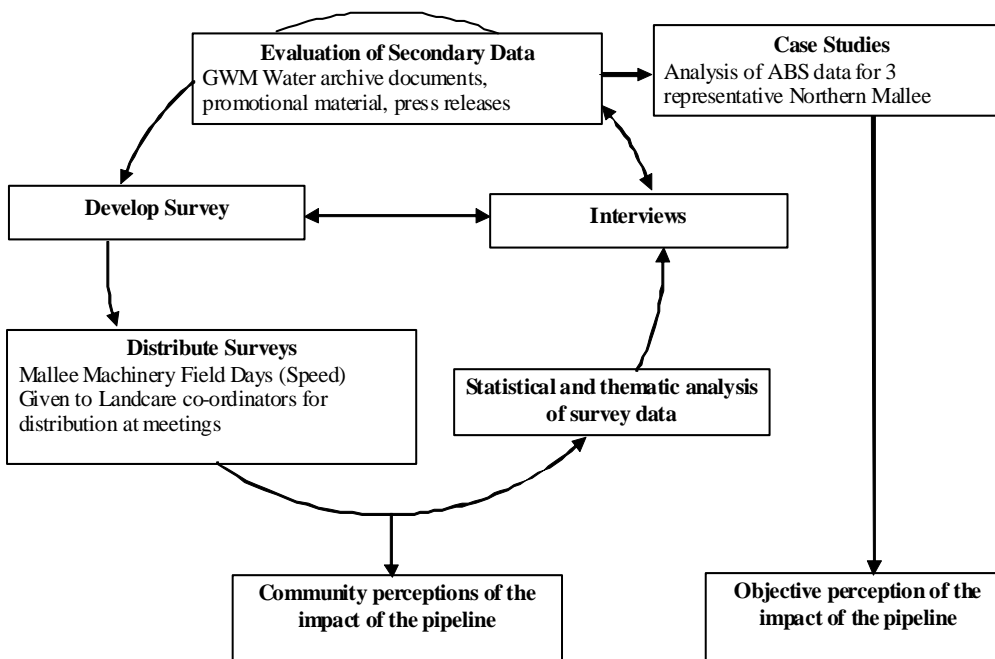 Evaluation of Secondary Data
GWM Water archive documents,
promotional material, press releases
Case Studies
Analysis of ABS data for 3
representative Northern Mallee
Develop Survey
Interviews
Distribute Surveys
Mallee Machinery Field Days (Speed)
Given to Landcare co-ordinators for
distribution at meetings
Statistical and thematic analysis
of survey data
Community perceptions of the
impact of the pipeline
Objective perception of the
impact of the pipeline